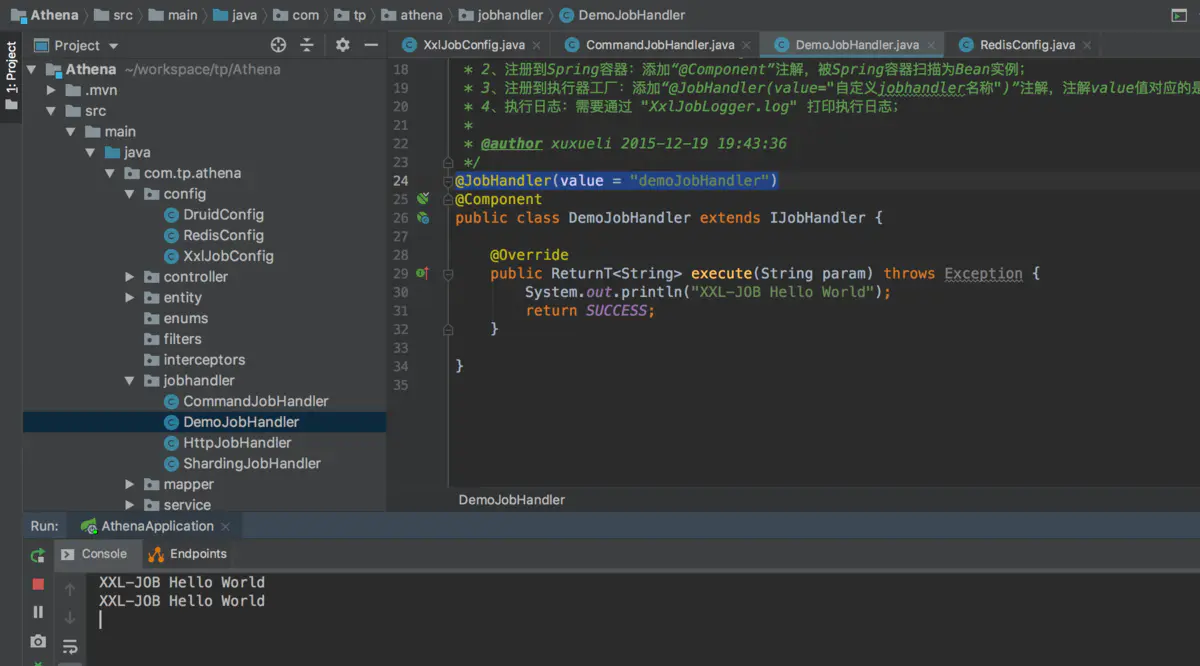 Athena src main java com tp athena jobhandler DemoJobHandler
1: Project
Project
XxlJobConfig.java CommandJobHandler.java DemoJobHandler.java RedisConfig.java
Athena ~/workspace/tp/Athena
.mvn
src
main
java
com.tp.athena
config
DruidConfig
RedisConfig
XxlJobConfig
controller
entity
enums
filters
interceptors
jobhandler
CommandJobHandler
DemoJobHandler
HttpJobHandler
ShardingJobHandler
mapper
service
18 * 2、注册到Spring容器：添加“@Component”注解，被Spring容器扫描为Bean实例；
19 * 3、注册到执行器工厂：添加“@JobHandler(value="自定义jobhandler名称")”注解，注解value值对应的是
20 * 4、执行日志：需要通过 "XxlJobLogger.log" 打印执行日志；
21 *
22 * @author xuxueli 2015-12-19 19:43:36
23 */
24 @JobHandler(value = "demoJobHandler")
25 @Component
26 public class DemoJobHandler extends IJobHandler {
27
28 @Override
29 public ReturnT<String> execute(String param) throws Exception {
30 System.out.println("XXL-JOB Hello World");
31 return SUCCESS;
32 }
33
34 }
35
DemoJobHandler
Run: AthenaApplication
Console Endpoints
XXL-JOB Hello World
XXL-JOB Hello World